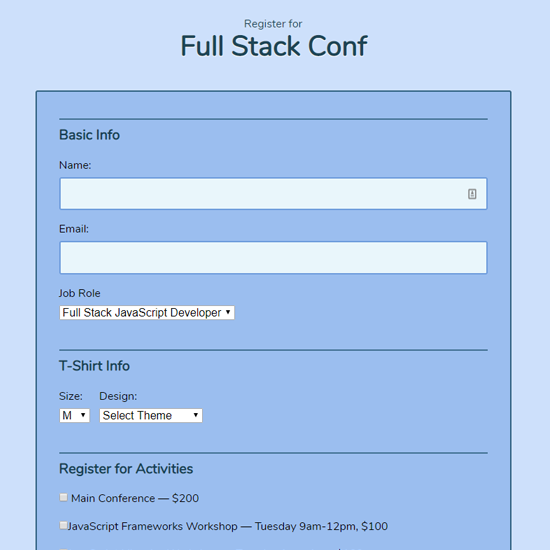 Register for
Full Stack Conf
Basic Info
Name:
Email:
Job Role
Full Stack JavaScript Developer
T-Shirt Info
Size: Design:
M Select Theme
Register for Activities
Main Conference — $200
JavaScript Frameworks Workshop — Tuesday 9am-12pm, $100